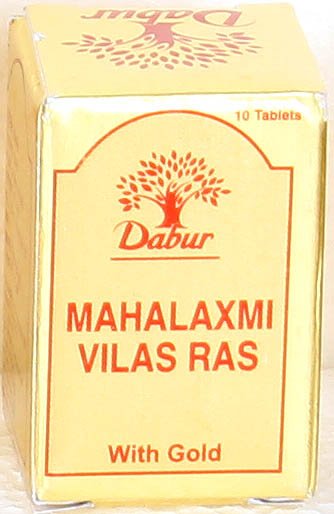 Dabur
10 Tablets
Dabur
MAHALAXMI
VILAS RAS
With Gold